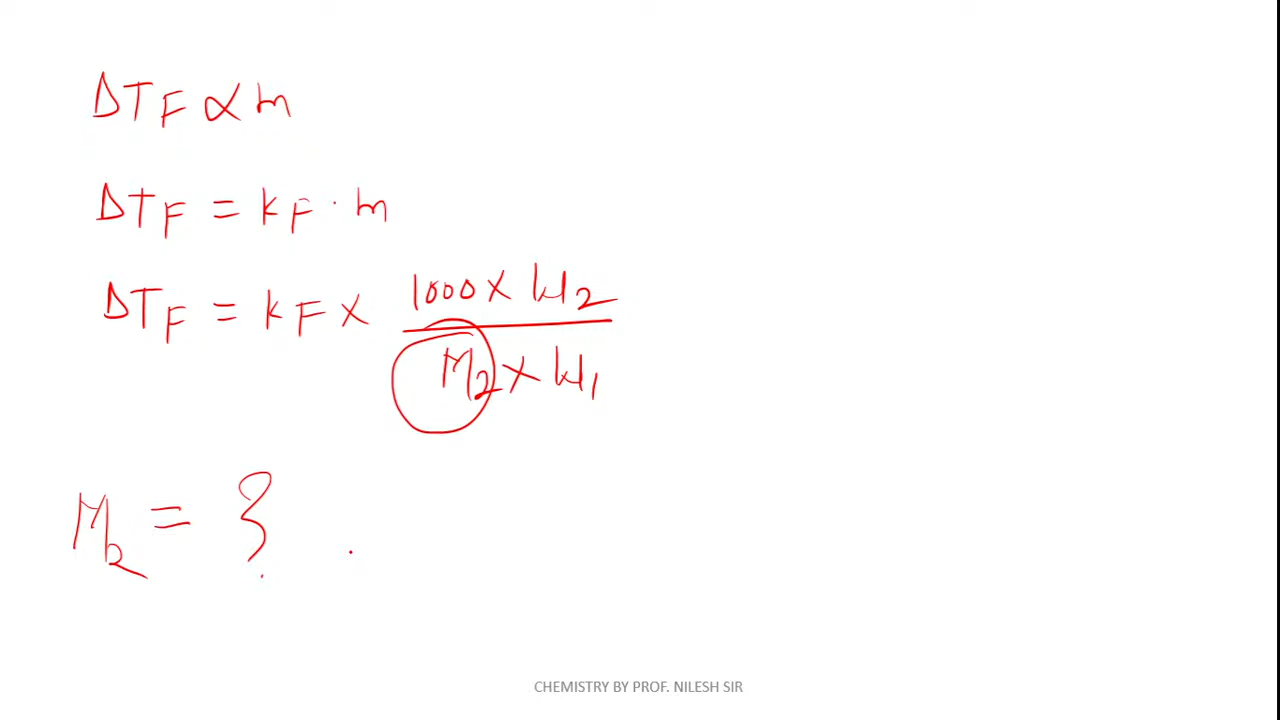 ΔTF ∝ m
ΔTF = KF · m
ΔTF = KF × 1000 × W2
M2 × W1
M2 = ?
CHEMISTRY BY PROF. NILESH SIR